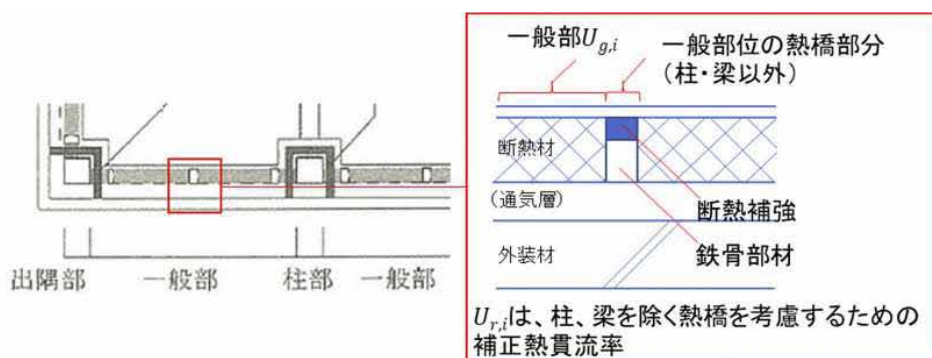 出隅部
一般部
柱部
一般部
一般部U_{g,i}
一般部位の熱橋部分
（柱・梁以外）
断熱材
(通気層)
外装材
断熱補強
鉄骨部材
U_{r,i}は、柱、梁を除く熱橋を考慮するための
補正熱貫流率